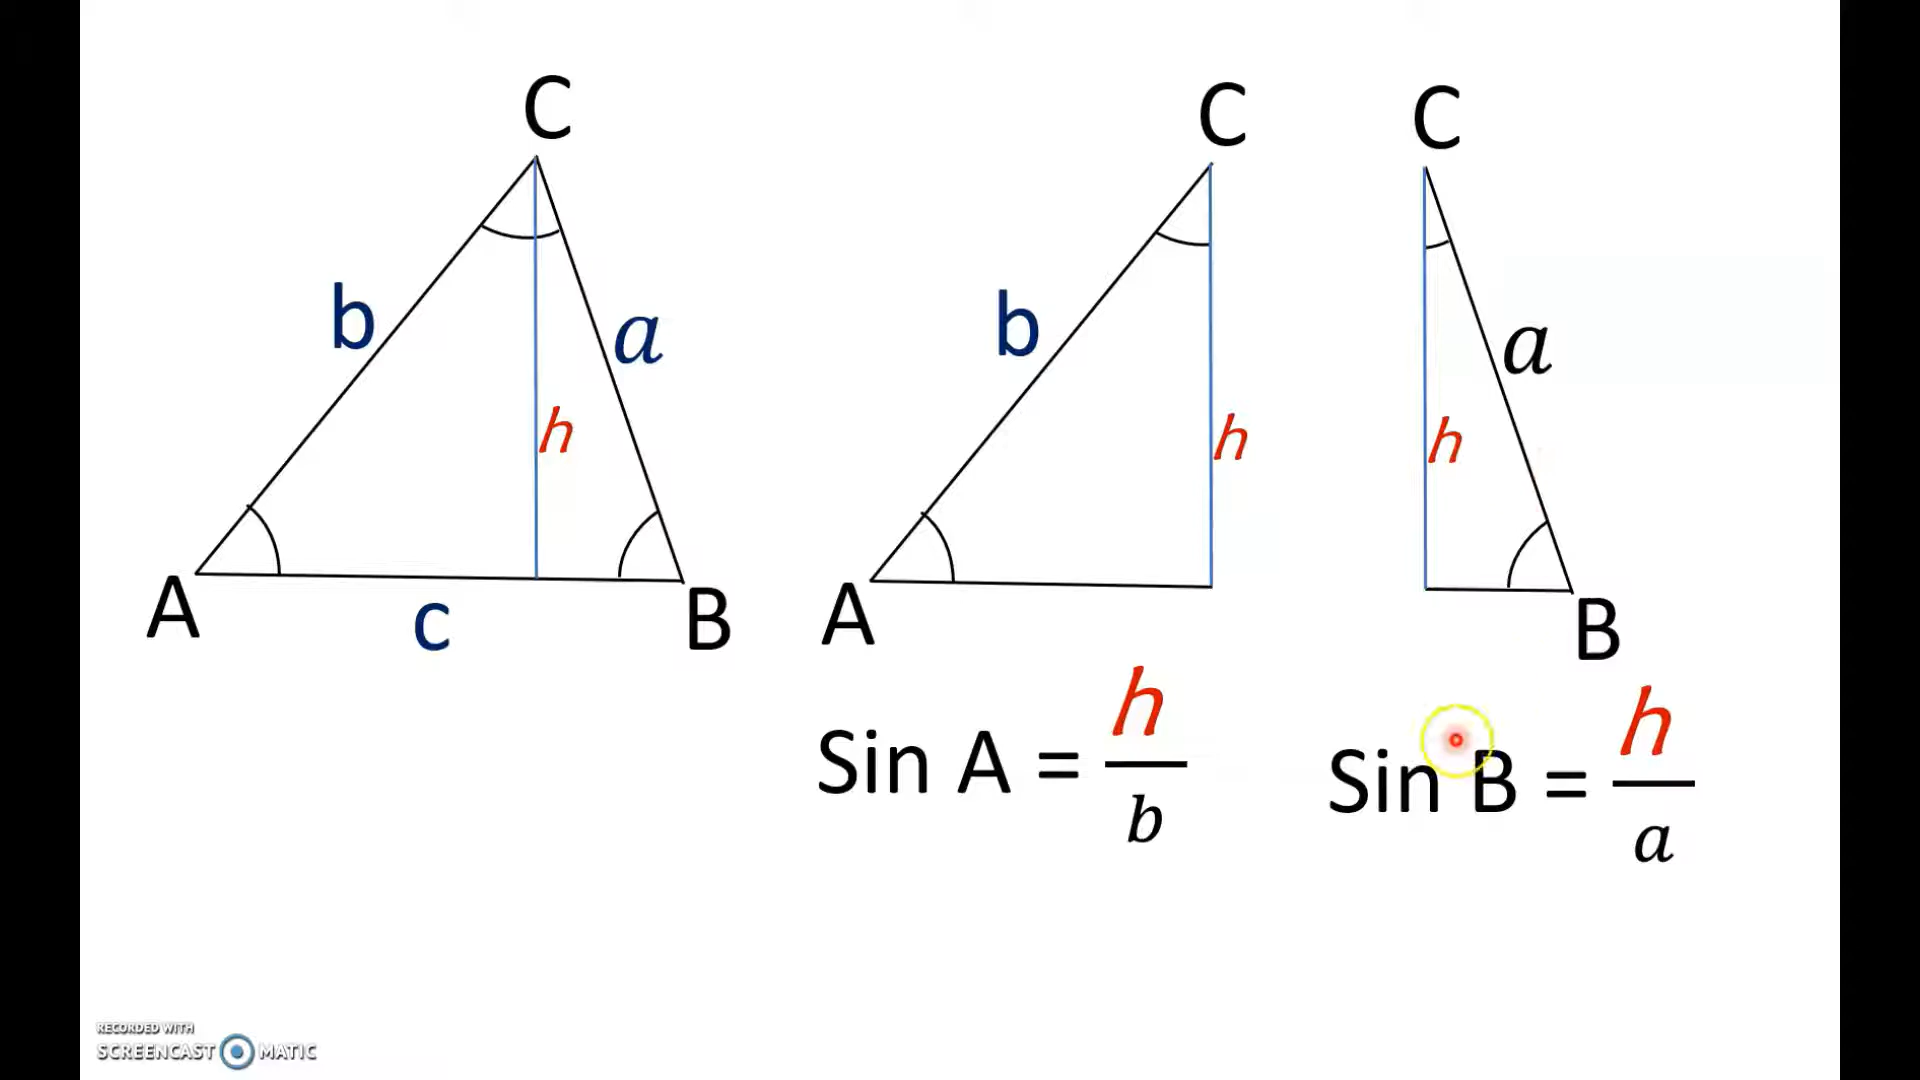 C
C
C
b
a
b
a
h
h
h
A
c
B
A
B
Sin A = h/b
Sin B = h/a
RECORDED WITH
SCREENCAST MATIC